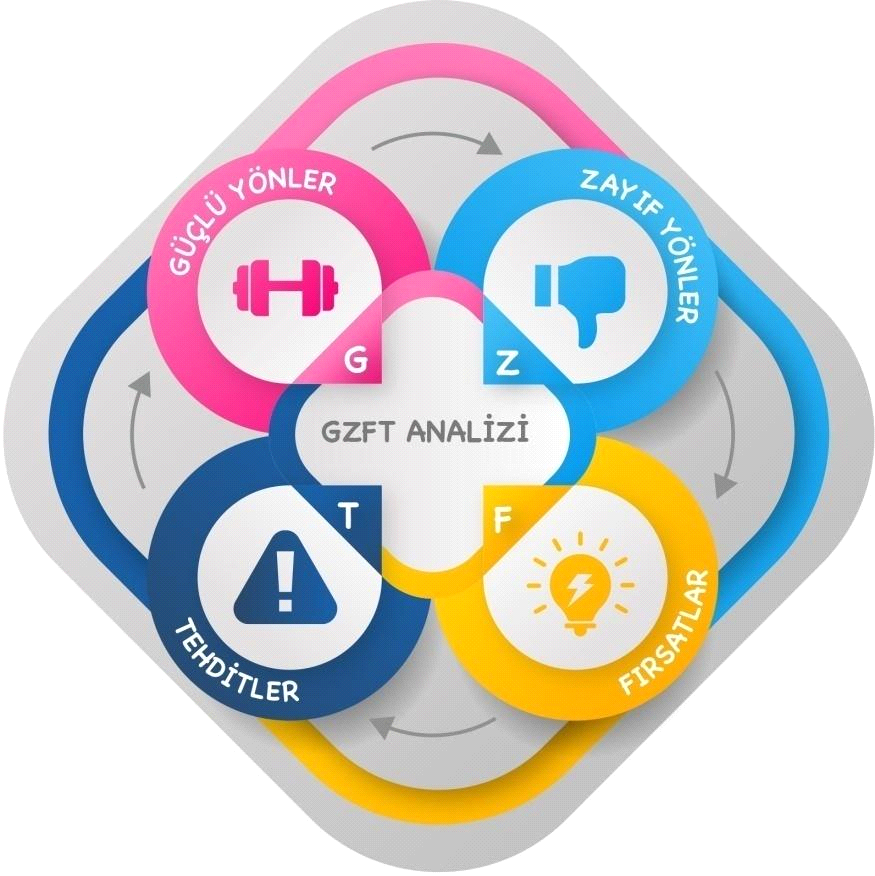 GÜÇLÜ YÖNLER
ZAYIF YÖNLER
G
Z
GZFT ANALİZİ
T
F
TEHDİTLER
FIRSATLAR